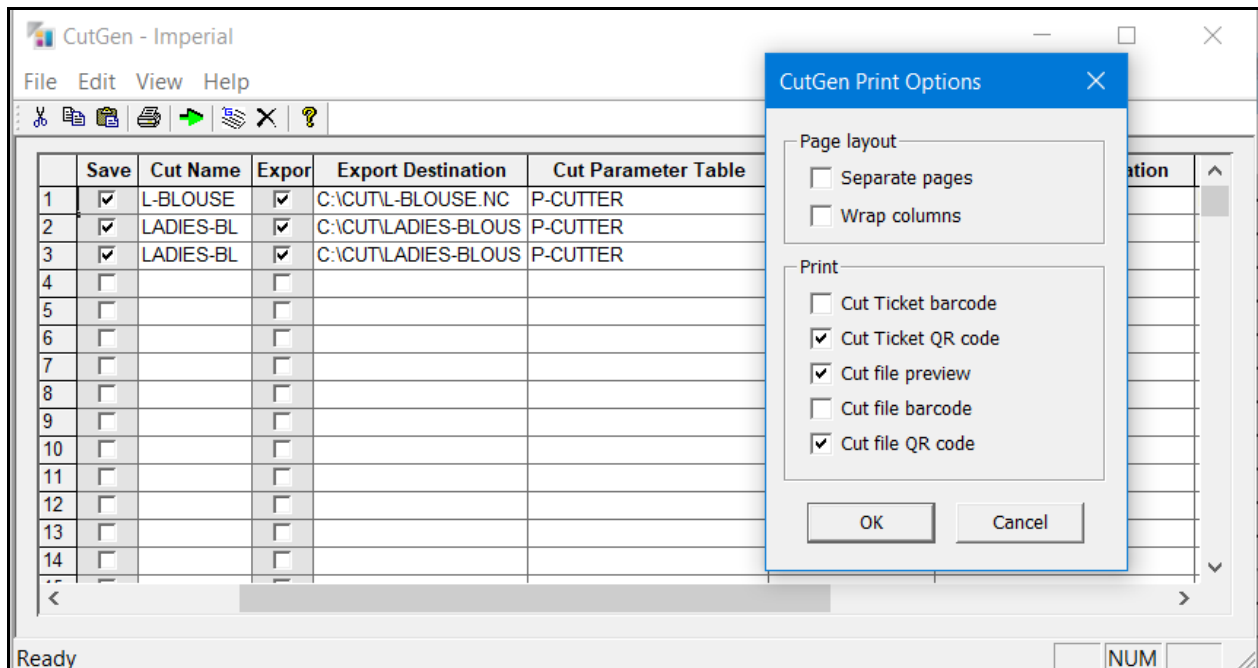 CutGen - Imperial
File Edit View Help
Save Cut Name Expor Export Destination Cut Parameter Table ation
1 L-BLOUSE C:\CUT\L-BLOUSE.NC P-CUTTER
2 LADIES-BL C:\CUT\LADIES-BLOUS P-CUTTER
3 LADIES-BL C:\CUT\LADIES-BLOUS P-CUTTER
4
5
6
7
8
9
10
11
12
13
14
Ready NUM
CutGen Print Options
Page layout
Separate pages
Wrap columns
Print
Cut Ticket barcode
Cut Ticket QR code
Cut file preview
Cut file barcode
Cut file QR code
OK Cancel